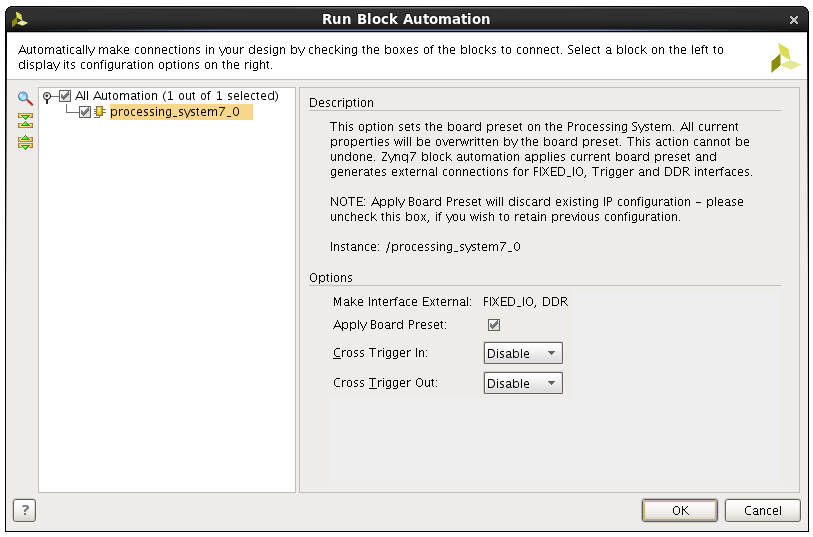 Run Block Automation
Automatically make connections in your design by checking the boxes of the blocks to connect. Select a block on the left to
display its configuration options on the right.
All Automation (1 out of 1 selected)
processing_system7_0
Description
This option sets the board preset on the Processing System. All current
properties will be overwritten by the board preset. This action cannot be
undone. Zynq7 block automation applies current board preset and
generates external connections for FIXED_IO, Trigger and DDR interfaces.
NOTE: Apply Board Preset will discard existing IP configuration – please
uncheck this box, if you wish to retain previous configuration.
Instance: /processing_system7_0
Options
Make Interface External: FIXED_IO, DDR
Apply Board Preset:
Cross Trigger In: Disable
Cross Trigger Out: Disable
? OK Cancel